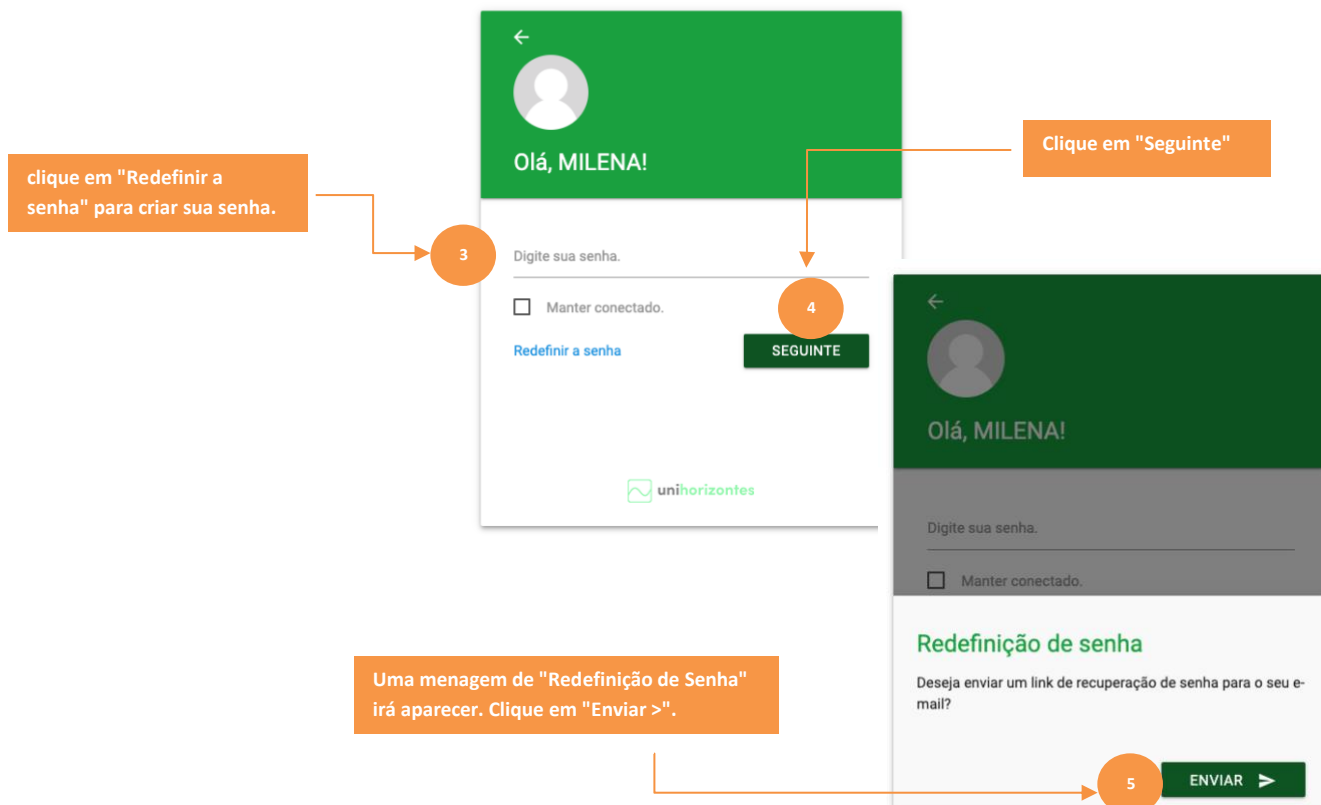 Olá, MILENA!
Clique em "Seguinte"
clique em "Redefinir a
senha" para criar sua senha.
3
Digite sua senha.
Manter conectado.
4
Redefinir a senha
SEGUINTE
unihorizontes
Olá, MILENA!
Digite sua senha.
Manter conectado.
Redefinição de senha
Deseja enviar um link de recuperação de senha para o seu e-
mail?
Uma menagem de "Redefinição de Senha"
irá aparecer. Clique em "Enviar >".
5
ENVIAR